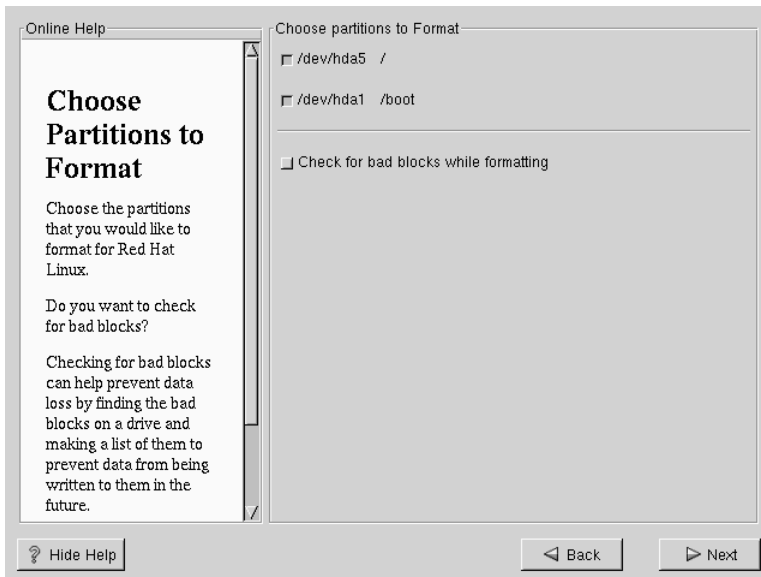 Online Help
Choose
Partitions to
Format
Choose the partitions
that you would like to
format for Red Hat
Linux.
Do you want to check
for bad blocks?
Checking for bad blocks
can help prevent data
loss by finding the bad
blocks on a drive and
making a list of them to
prevent data from being
written to them in the
future.
Choose partitions to Format
/dev/hda5 /
/dev/hda1 /boot
Check for bad blocks while formatting
? Hide Help
Back
Next